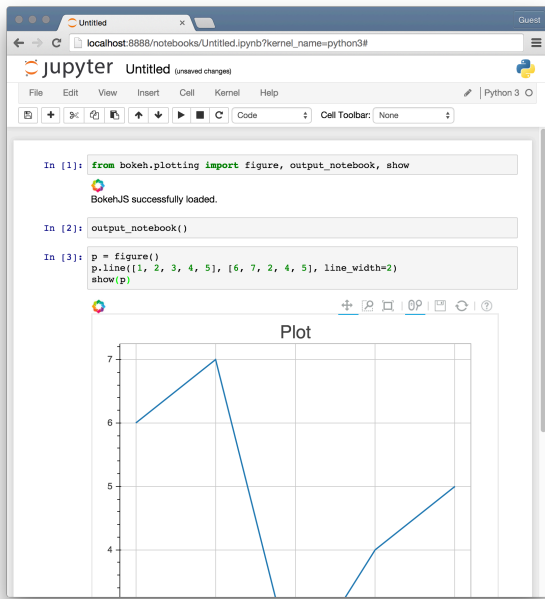 Untitled
Guest
localhost:8888/notebooks/Untitled.ipynb?kernel_name=python3#
jupyter Untitled (unsaved changes)
File Edit View Insert Cell Kernel Help Python 3
Code Cell Toolbar: None
In [1]: from bokeh.plotting import figure, output_notebook, show
BokehJS successfully loaded.
In [2]: output_notebook()
In [3]: p = figure()
p.line([1, 2, 3, 4, 5], [6, 7, 2, 4, 5], line_width=2)
show(p)
Plot
7
6
5
4